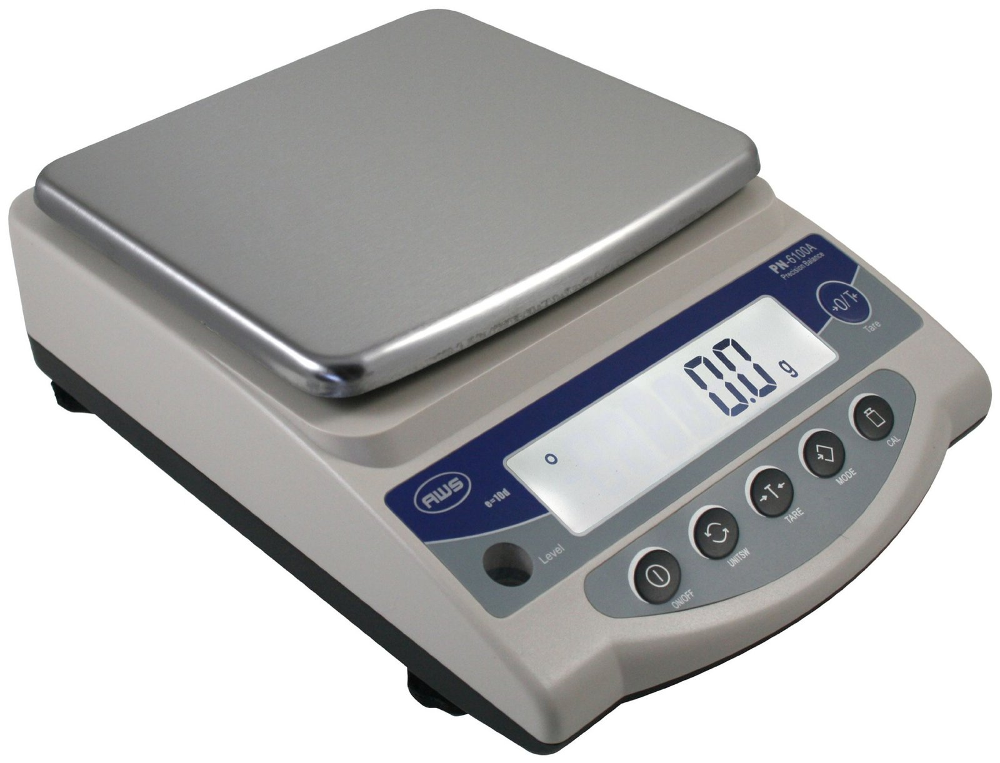 PN-6100A
Precision Balance
→0/T←
Tare
0.0 g
AWS
e=10d
Level
→T←
CAL
MODE
TARE
UNITSW
ON/OFF